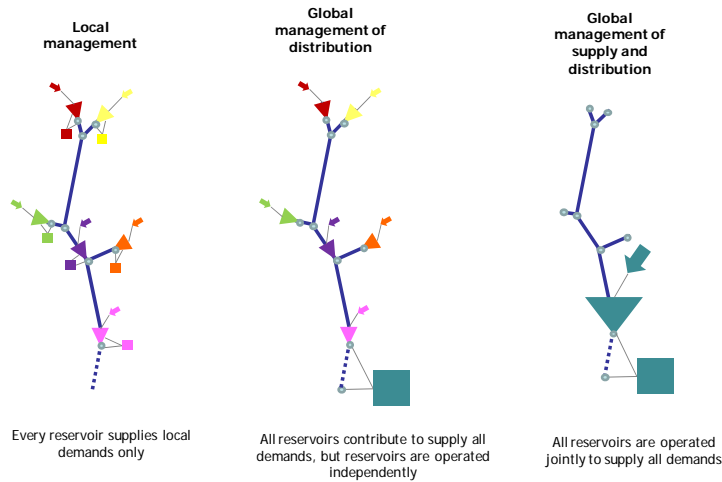 Local
management
Global
management of
distribution
Global
management of
supply and
distribution
Every reservoir supplies local
demands only
All reservoirs contribute to supply all
demands, but reservoirs are operated
independently
All reservoirs are operated
jointly to supply all demands